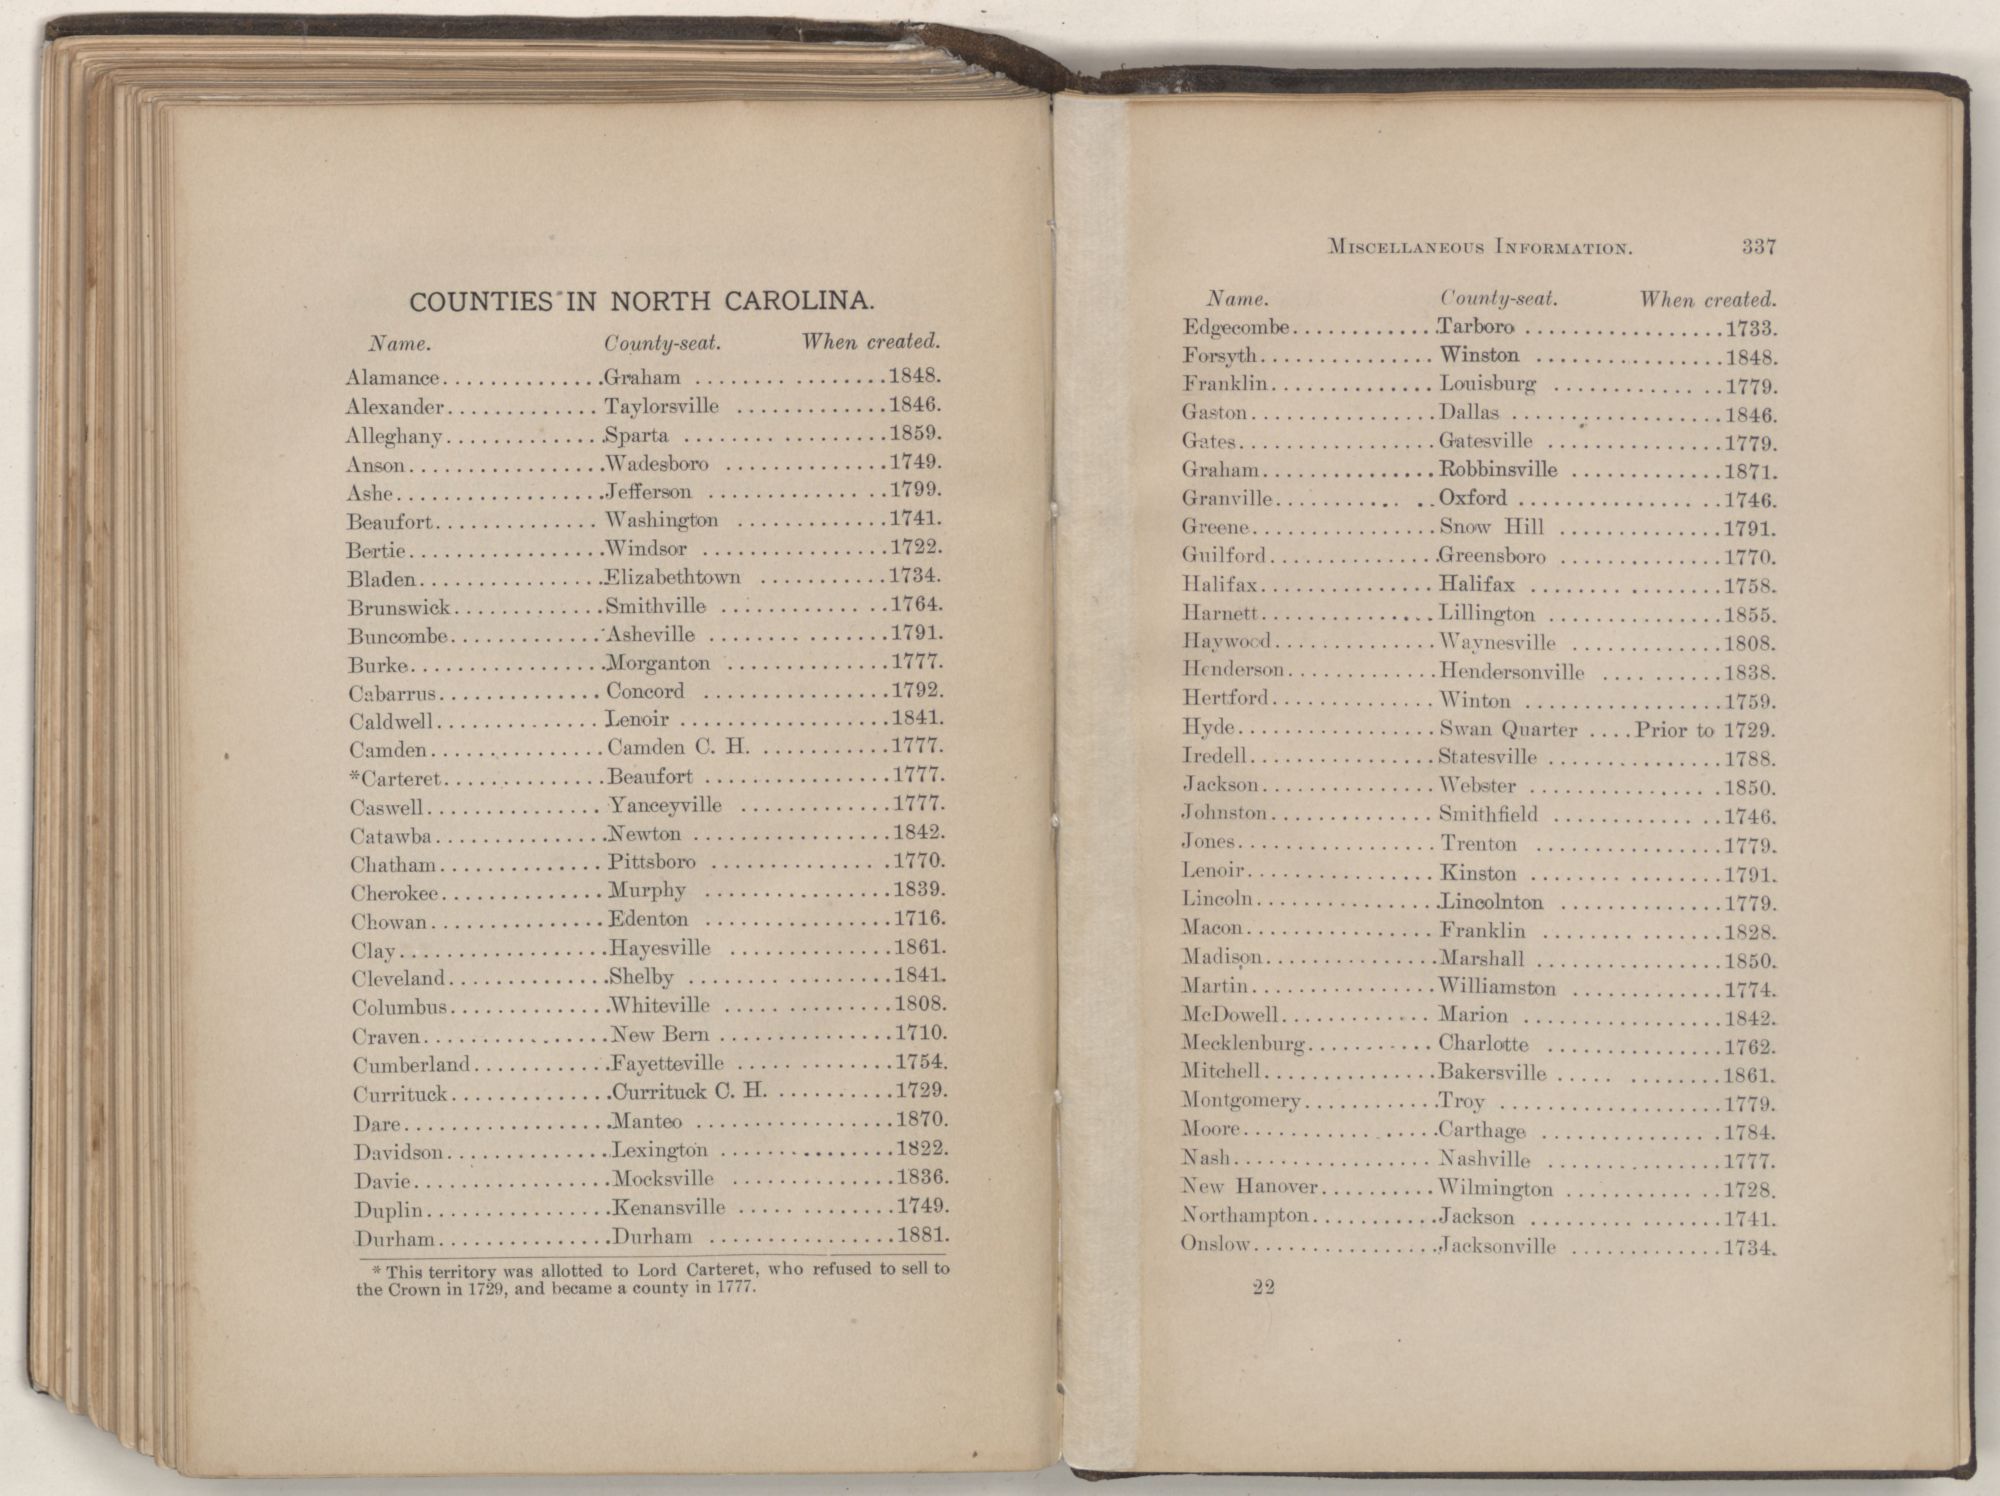 COUNTIES IN NORTH CAROLINA.
Name. County-seat. When created.
Alamance..............Graham ................1848.
Alexander............. Taylorsville .............1846.
Alleghany..............Sparta ..................1859.
Anson.................Wadesboro ..............1749.
Ashe..................Jefferson ...............1799.
Beaufort.............. Washington .............1741.
Bertie.................Windsor ................1722.
Bladen................Elizabethtown ...........1734.
Brunswick.............Smithville ..............1764.
Buncombe.............Asheville ...............1791.
Burke.................Morganton ..............1777.
Cabarrus.............. Concord ................1792.
Caldwell.............. Lenoir ..................1841.
Camden...............Camden C. H. ...........1777.
*Carteret..............Beaufort ................1777.
Caswell............... Yanceyville .............1777.
Catawba...............Newton .................1842.
Chatham.............. Pittsboro ...............1770.
Cherokee..............Murphy ................1839.
Chowan............... Edenton ................1716.
Clay..................Hayesville ..............1861.
Cleveland..............Shelby .................1841.
Columbus..............Whiteville ..............1808.
Craven................New Bern ...............1710.
Cumberland............Fayetteville .............1754.
Currituck..............Currituck C. H. ..........1729.
Dare..................Manteo .................1870.
Davidson..............Lexington ...............1822.
Davie.................Mocksville ..............1836.
Duplin................Kenansville .............1749.
Durham...............Durham ................1881.
* This territory was allotted to Lord Carteret, who refused to sell to
the Crown in 1729, and became a county in 1777.
MISCELLANEOUS INFORMATION. 337
Name. County-seat. When created.
Edgecombe.............Tarboro .................1733.
Forsyth............... Winston ................1848.
Franklin.............. Louisburg ..............1779.
Gaston................Dallas ..................1846.
Gates.................Gatesville ...............1779.
Graham...............Robbinsville .............1871.
Granville..............Oxford ..................1746.
Greene................Snow Hill ..............1791.
Guilford...............Greensboro ..............1770.
Halifax............... Halifax ................1758.
Harnett............... Lillington ...............1855.
Haywood.............. Waynesville .............1808.
Henderson.............Hendersonville ..........1838.
Hertford.............. Winton .................1759.
Hyde................. Swan Quarter ....Prior to 1729.
Iredell................Statesville ...............1788.
Jackson............... Webster ................1850.
Johnston.............. Smithfield ..............1746.
Jones................. Trenton ................1779.
Lenoir................ Kinston ................1791.
Lincoln................Lincolnton ..............1779.
Macon................ Franklin ...............1828.
Madison...............Marshall ................1850.
Martin................Williamston .............1774.
McDowell............. Marion .................1842.
Mecklenburg........... Charlotte ...............1762.
Mitchell...............Bakersville .............1861.
Montgomery............Troy ...................1779.
Moore.................Carthage ................1784.
Nash................. Nashville ...............1777.
New Hanover.......... Wilmington .............1728.
Northampton...........Jackson ................1741.
Onslow................Jacksonville .............1734.
22